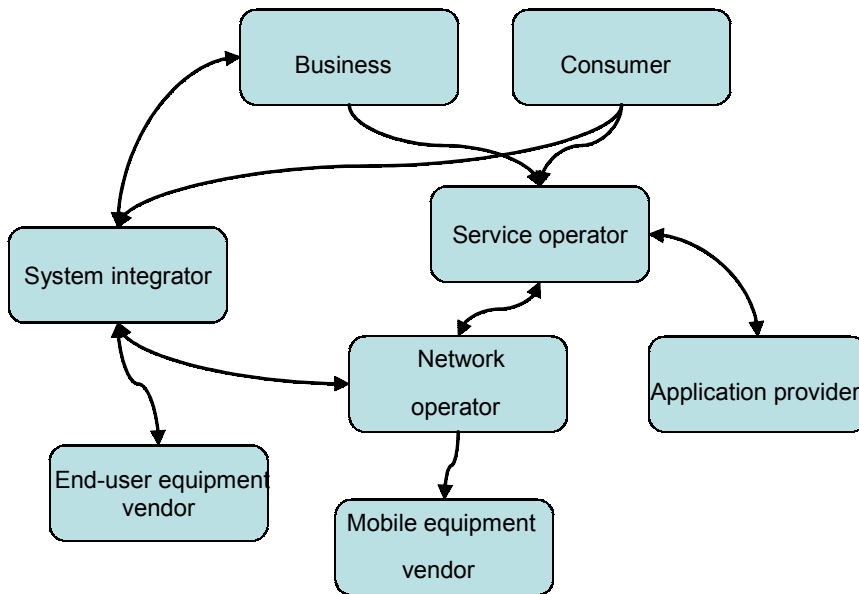 Business
Consumer
Service operator
System integrator
Network
operator
Application provider
End-user equipment
vendor
Mobile equipment
vendor